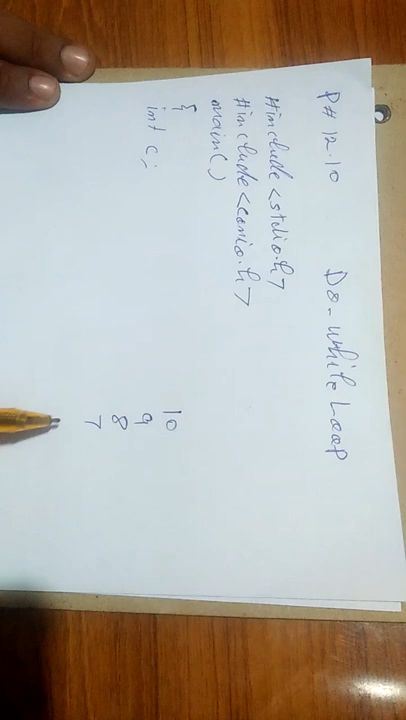 P# 12.10 Do-while Loop
#include <stdio.h>
#include <conio.h>
main()
{
int c;
10
9
8
7